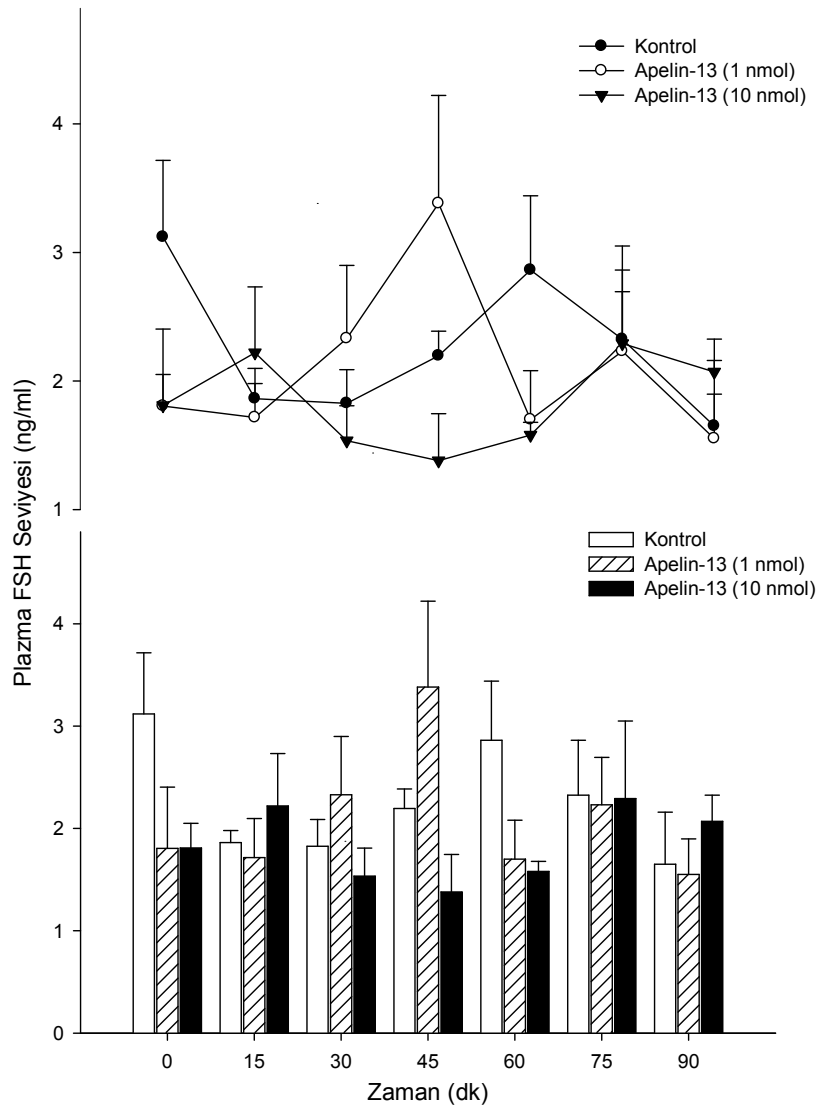 Kontrol
Apelin-13 (1 nmol)
Apelin-13 (10 nmol)
4
3
2
1
Plazma FSH Seviyesi (ng/ml)
Kontrol
Apelin-13 (1 nmol)
Apelin-13 (10 nmol)
4
3
2
1
0
0 15 30 45 60 75 90
Zaman (dk)